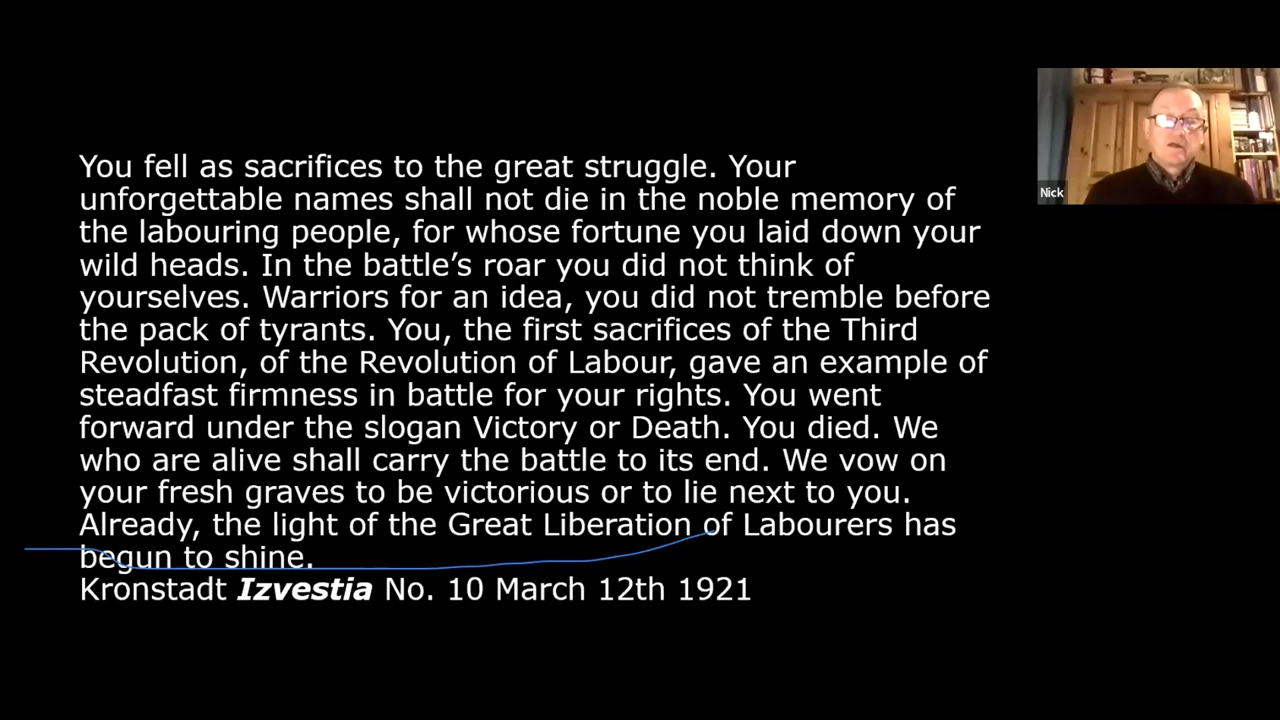 You fell as sacrifices to the great struggle. Your
unforgettable names shall not die in the noble memory of
the labouring people, for whose fortune you laid down your
wild heads. In the battle’s roar you did not think of
yourselves. Warriors for an idea, you did not tremble before
the pack of tyrants. You, the first sacrifices of the Third
Revolution, of the Revolution of Labour, gave an example of
steadfast firmness in battle for your rights. You went
forward under the slogan Victory or Death. You died. We
who are alive shall carry the battle to its end. We vow on
your fresh graves to be victorious or to lie next to you.
Already, the light of the Great Liberation of Labourers has
begun to shine.
Kronstadt Izvestia No. 10 March 12th 1921
Nick